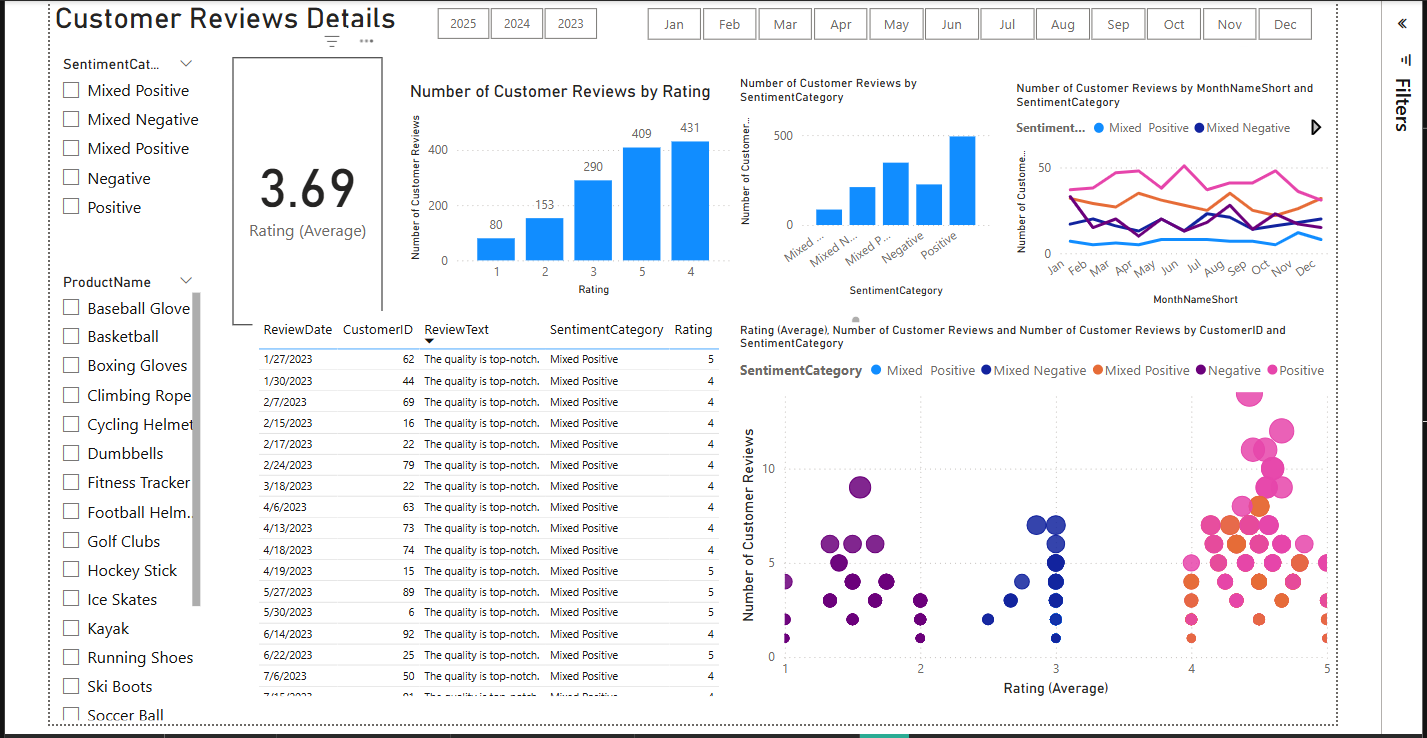 Customer Reviews Details
2025 2024 2023
Jan Feb Mar Apr May Jun Jul Aug Sep Oct Nov Dec
Filters
SentimentCat...
Mixed Positive
Mixed Negative
Mixed Positive
Negative
Positive
ProductName
Baseball Glove
Basketball
Boxing Gloves
Climbing Rope
Cycling Helmet
Dumbbells
Fitness Tracker
Football Helm...
Golf Clubs
Hockey Stick
Ice Skates
Kayak
Running Shoes
Ski Boots
Soccer Ball
3.69
Rating (Average)
Number of Customer Reviews by Rating
Number of Customer Reviews
400
200
0
80
153
290
409
431
1 2 3 5 4
Rating
Number of Customer Reviews by
SentimentCategory
Number of Customer...
500
0
Mixed ...
Mixed N...
Mixed P...
Negative
Positive
SentimentCategory
Number of Customer Reviews by MonthNameShort and
SentimentCategory
Sentiment... Mixed  Positive Mixed Negative
Number of Custome...
50
0
Jan Feb Mar Apr May Jun Jul Aug Sep Oct Nov Dec
MonthNameShort
ReviewDate CustomerID ReviewText SentimentCategory Rating
1/27/2023 62 The quality is top-notch. Mixed Positive 5
1/30/2023 44 The quality is top-notch. Mixed Positive 4
2/7/2023 69 The quality is top-notch. Mixed Positive 4
2/15/2023 16 The quality is top-notch. Mixed Positive 4
2/17/2023 22 The quality is top-notch. Mixed Positive 4
2/24/2023 79 The quality is top-notch. Mixed Positive 4
3/18/2023 22 The quality is top-notch. Mixed Positive 4
4/6/2023 63 The quality is top-notch. Mixed Positive 4
4/13/2023 73 The quality is top-notch. Mixed Positive 4
4/18/2023 74 The quality is top-notch. Mixed Positive 4
4/19/2023 15 The quality is top-notch. Mixed Positive 5
5/27/2023 89 The quality is top-notch. Mixed Positive 5
5/30/2023 6 The quality is top-notch. Mixed Positive 5
6/14/2023 92 The quality is top-notch. Mixed Positive 4
6/22/2023 25 The quality is top-notch. Mixed Positive 5
7/6/2023 50 The quality is top-notch. Mixed Positive 4
Rating (Average), Number of Customer Reviews and Number of Customer Reviews by CustomerID and
SentimentCategory
SentimentCategory Mixed  Positive Mixed Negative Mixed Positive Negative Positive
Number of Customer Reviews
10
5
0
1 2 3 4 5
Rating (Average)